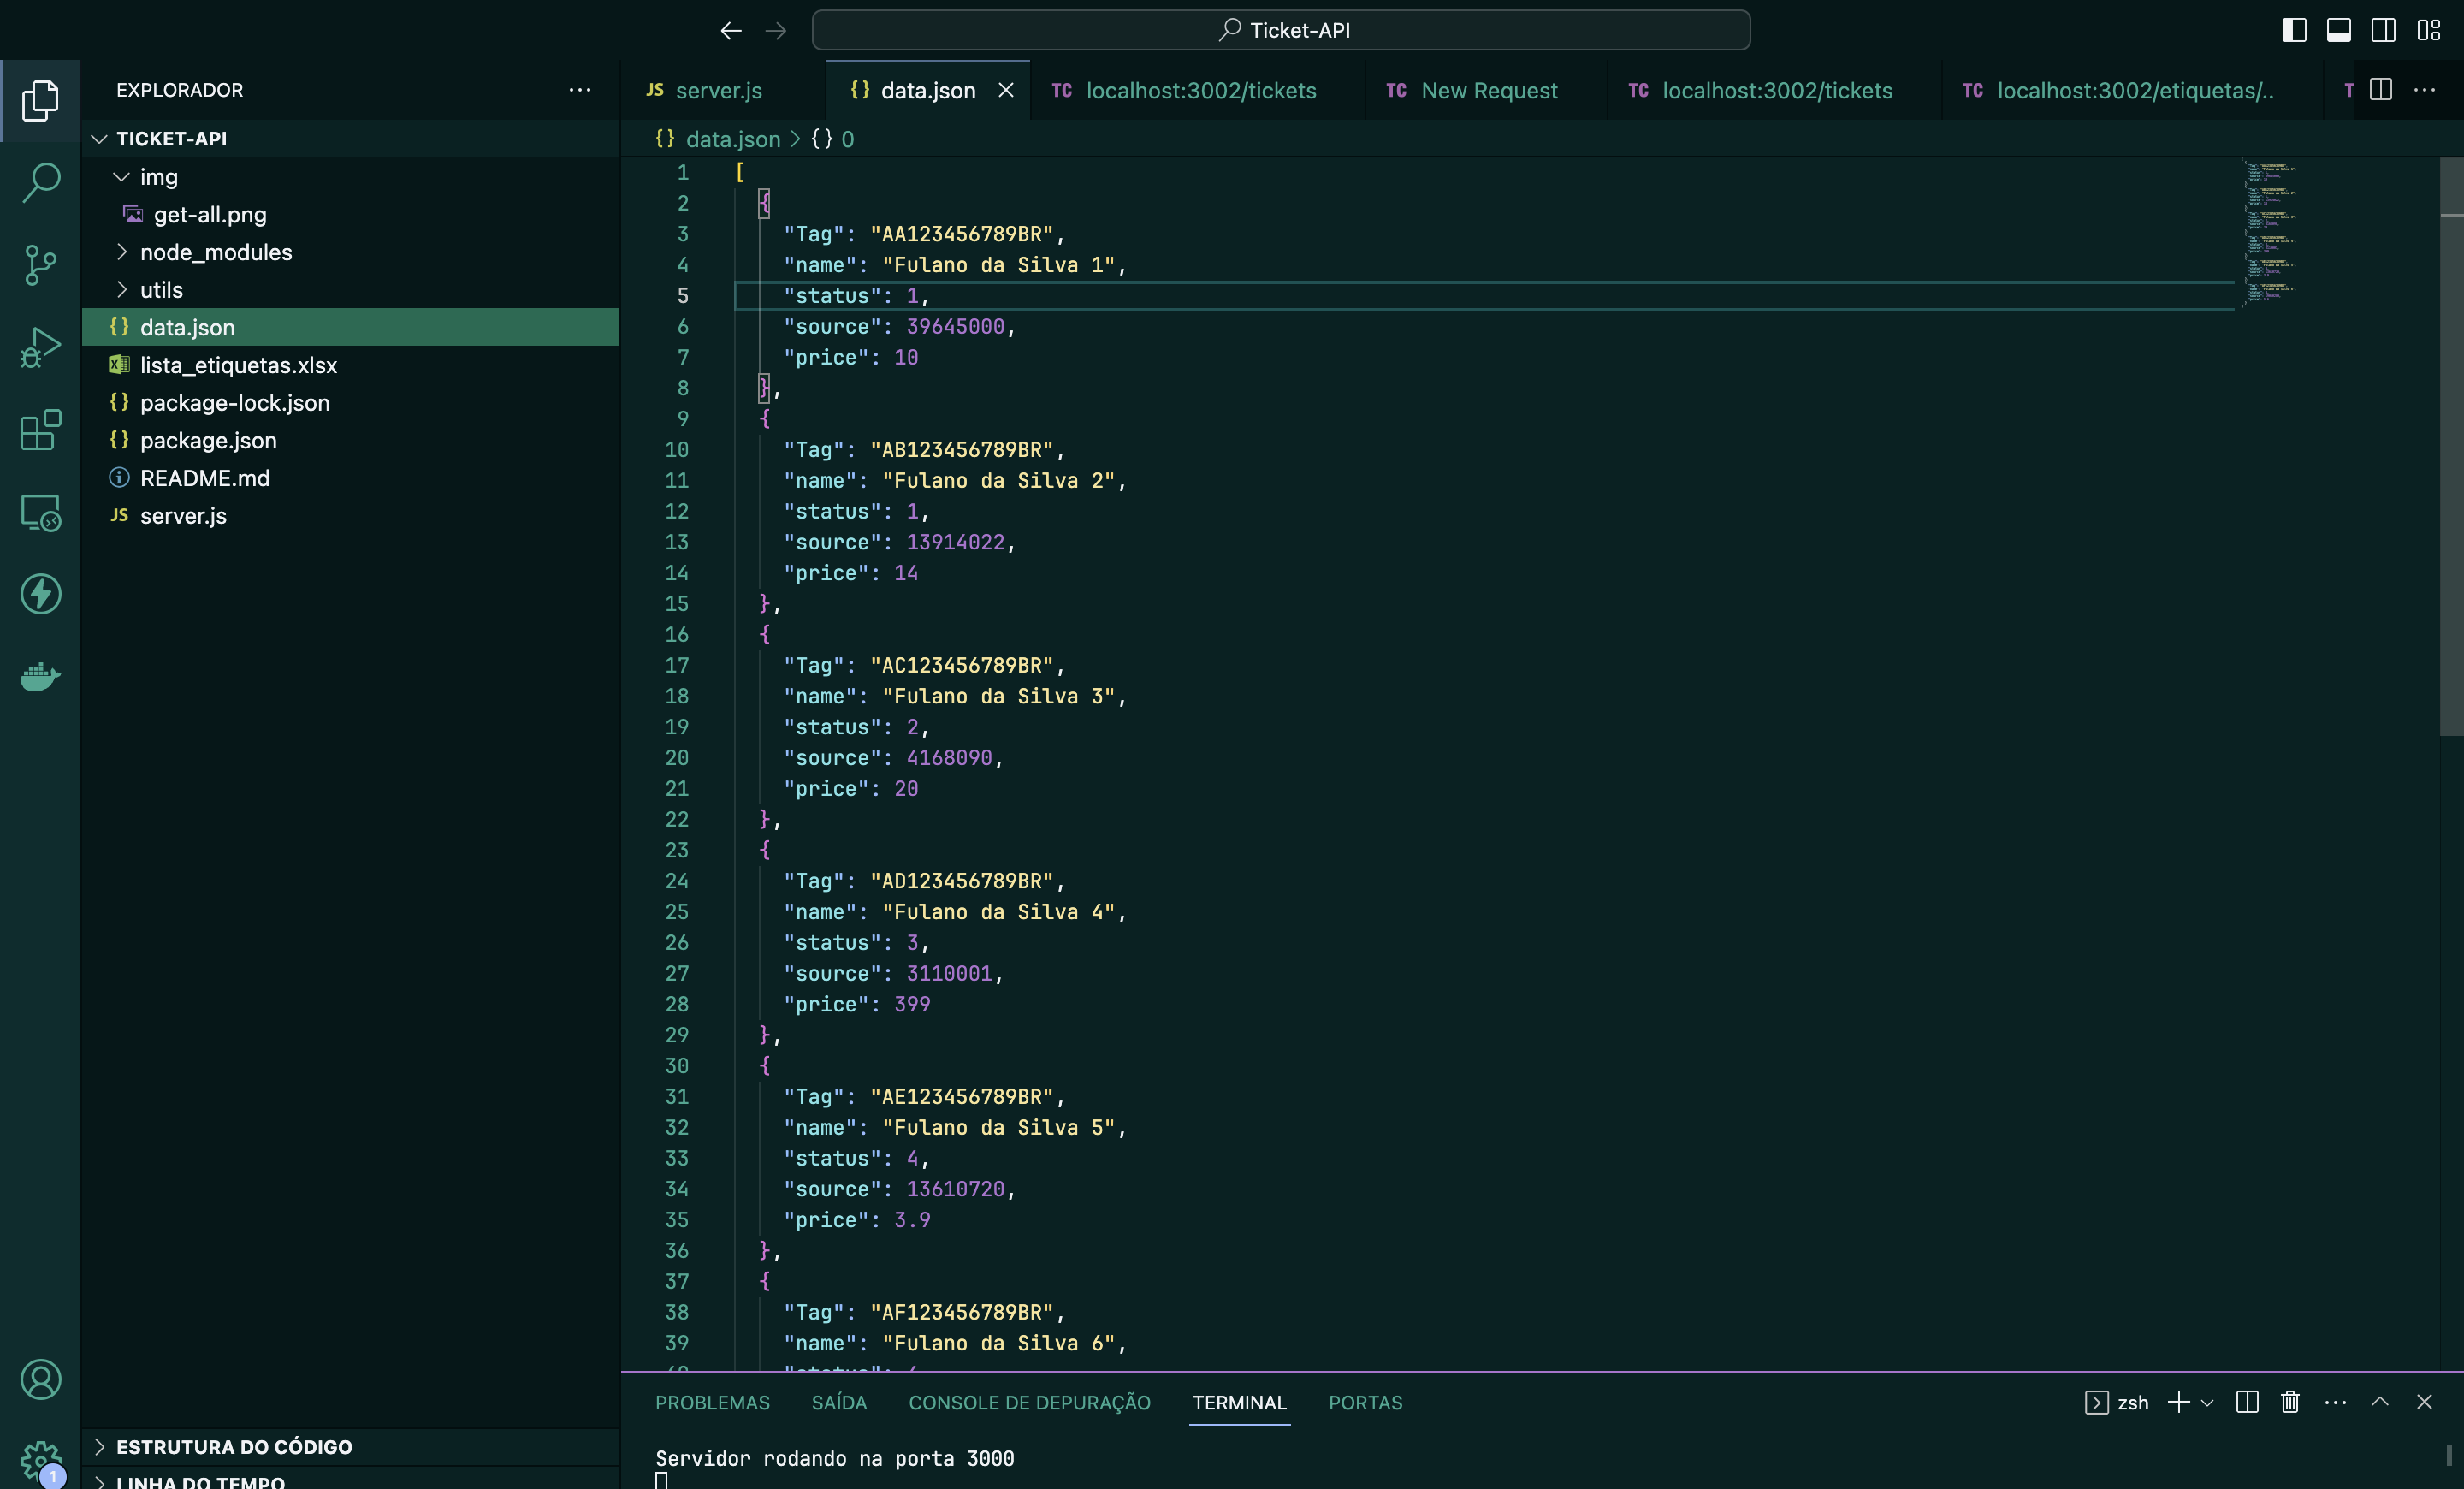 Ticket-API
EXPLORADOR
TICKET-API
img
get-all.png
node_modules
utils
data.json
lista_etiquetas.xlsx
package-lock.json
package.json
README.md
JS server.js
ESTRUTURA DO CÓDIGO
LINHA DO TEMPO
1
JS server.js
{} data.json
TC localhost:3002/tickets
TC New Request
TC localhost:3002/tickets
TC localhost:3002/etiquetas/..
{} data.json > {} 0
1 [
2 {
3 "Tag": "AA123456789BR",
4 "name": "Fulano da Silva 1",
5 "status": 1,
6 "source": 39645000,
7 "price": 10
8 },
9 {
10 "Tag": "AB123456789BR",
11 "name": "Fulano da Silva 2",
12 "status": 1,
13 "source": 13914022,
14 "price": 14
15 },
16 {
17 "Tag": "AC123456789BR",
18 "name": "Fulano da Silva 3",
19 "status": 2,
20 "source": 4168090,
21 "price": 20
22 },
23 {
24 "Tag": "AD123456789BR",
25 "name": "Fulano da Silva 4",
26 "status": 3,
27 "source": 3110001,
28 "price": 399
29 },
30 {
31 "Tag": "AE123456789BR",
32 "name": "Fulano da Silva 5",
33 "status": 4,
34 "source": 13610720,
35 "price": 3.9
36 },
37 {
38 "Tag": "AF123456789BR",
39 "name": "Fulano da Silva 6",
PROBLEMAS SAÍDA CONSOLE DE DEPURAÇÃO TERMINAL PORTAS
zsh
Servidor rodando na porta 3000